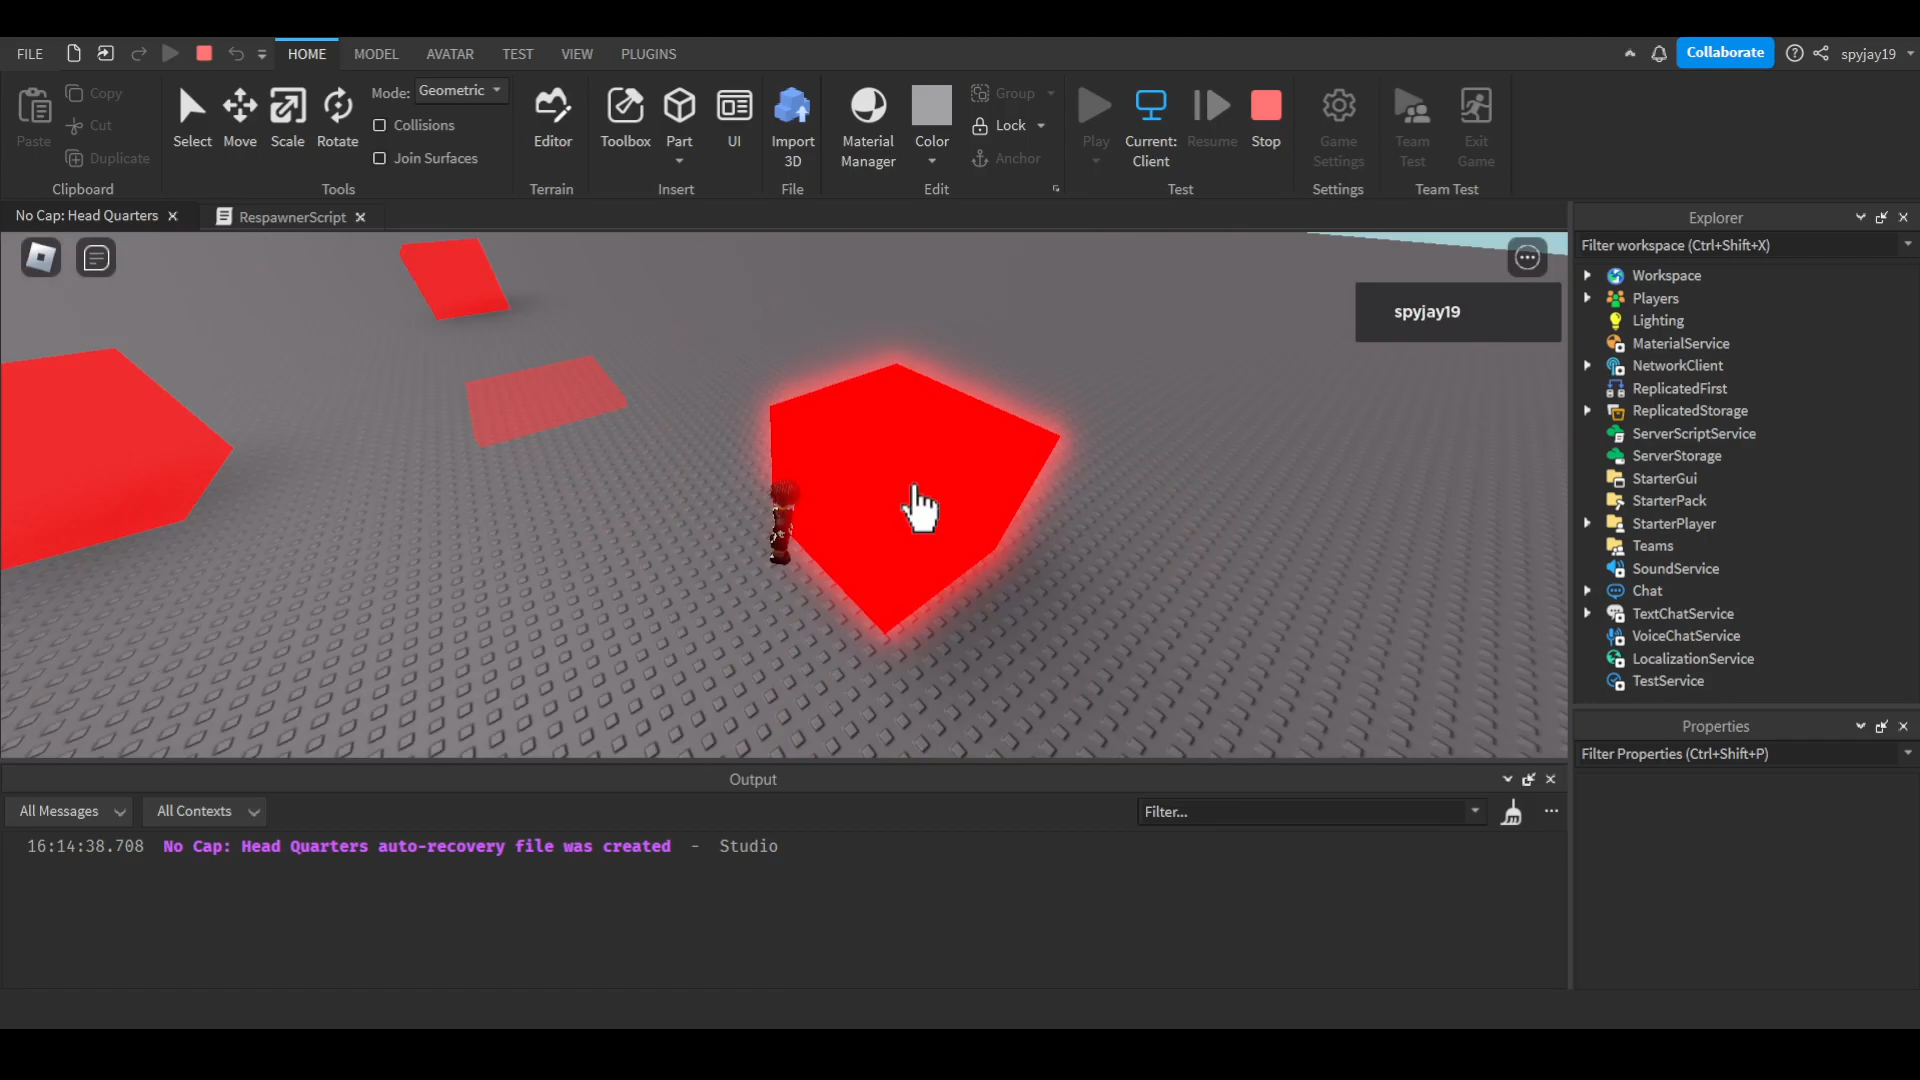 FILE
HOME
MODEL
AVATAR
TEST
VIEW
PLUGINS
Collaborate
spyjay19
Paste
Copy
Cut
Duplicate
Clipboard
Select
Move
Scale
Rotate
Mode: Geometric
Collisions
Join Surfaces
Tools
Editor
Terrain
Toolbox
Part
UI
Insert
Import
3D
File
Material
Manager
Color
Group
Lock
Anchor
Edit
Play
Current:
Client
Resume
Stop
Test
Game
Settings
Settings
Team
Test
Exit
Game
Team Test
No Cap: Head Quarters
RespawnerScript
spyjay19
Explorer
Filter workspace (Ctrl+Shift+X)
Workspace
Players
Lighting
MaterialService
NetworkClient
ReplicatedFirst
ReplicatedStorage
ServerScriptService
ServerStorage
StarterGui
StarterPack
StarterPlayer
Teams
SoundService
Chat
TextChatService
VoiceChatService
LocalizationService
TestService
Properties
Filter Properties (Ctrl+Shift+P)
Output
All Messages
All Contexts
Filter...
16:14:38.708 No Cap: Head Quarters auto-recovery file was created - Studio